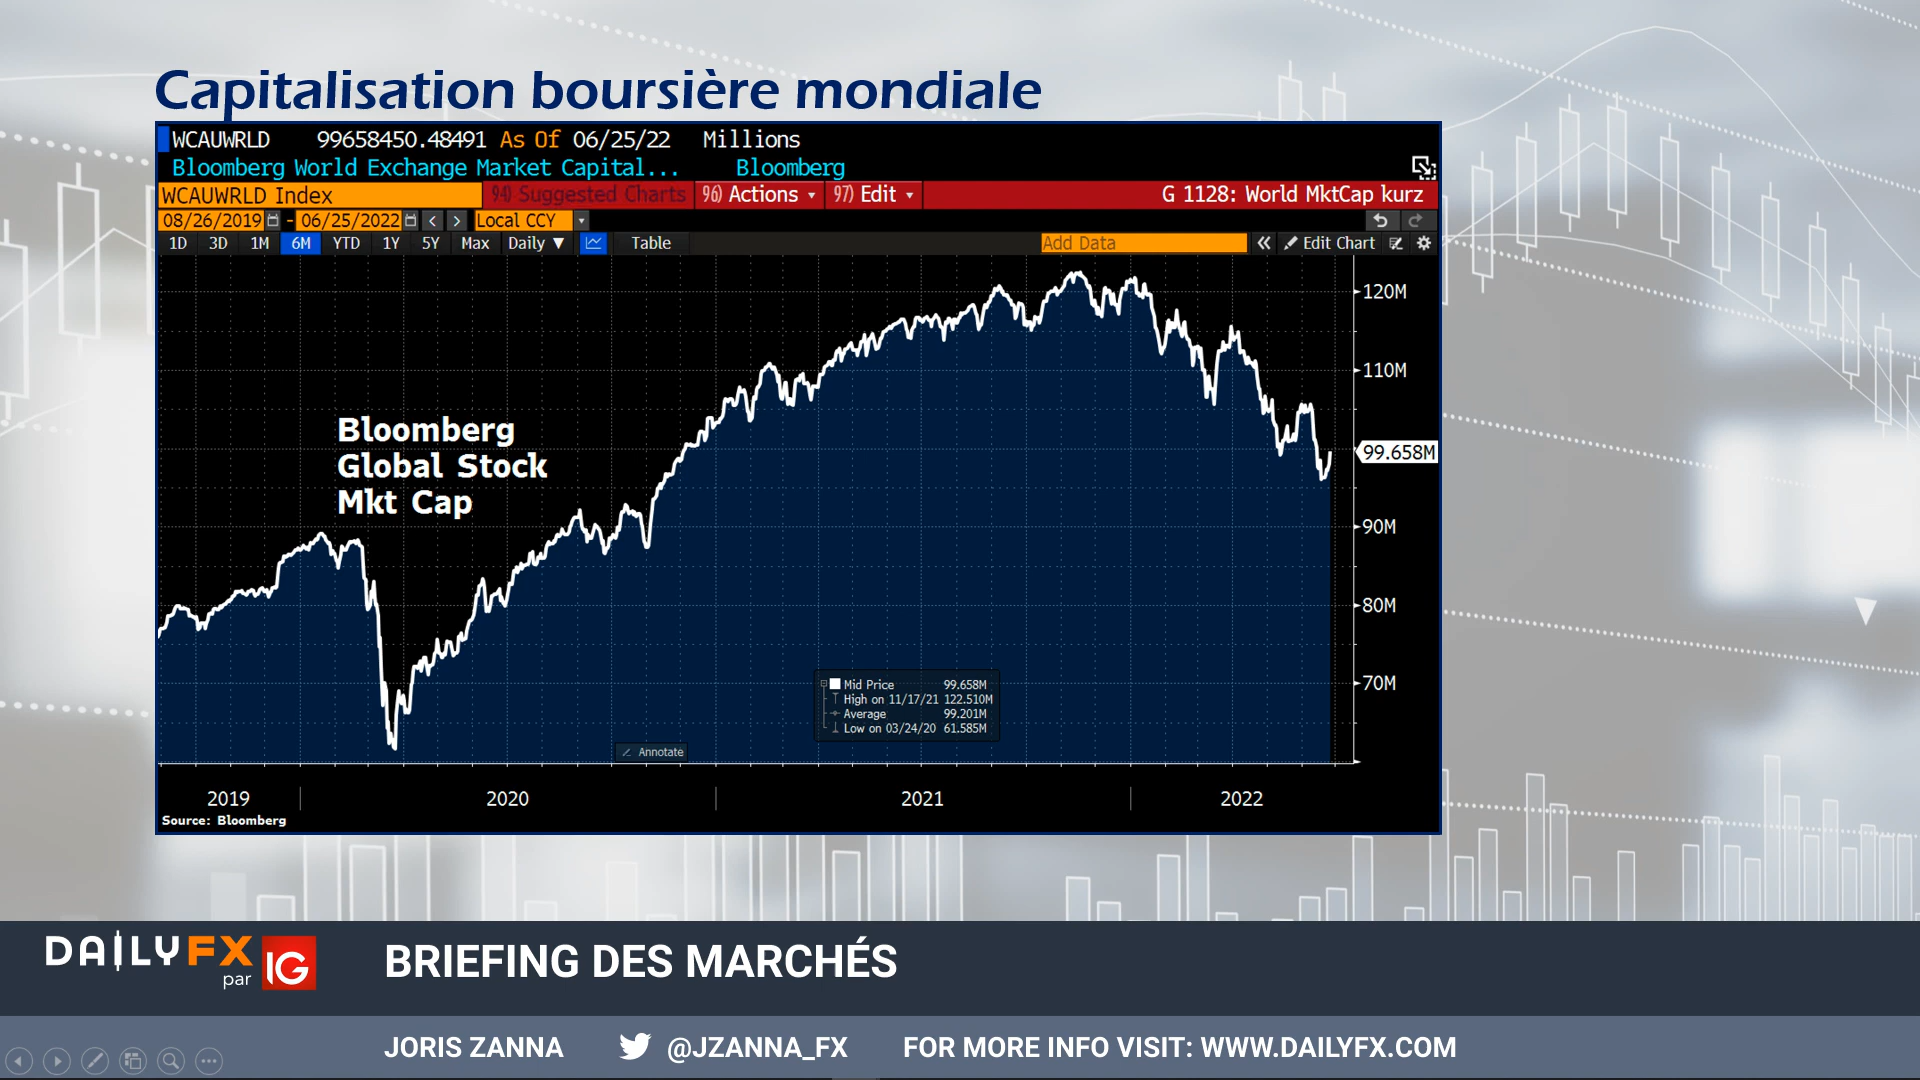 Capitalisation boursière mondiale
WCAUWRLD 99658450.48491 As Of 06/25/22 Millions
Bloomberg World Exchange Market Capital... Bloomberg
WCAUWRLD Index 94) Suggested Charts 96) Actions 97) Edit G 1128: World MktCap kurz
08/26/2019 - 06/25/2022 < > Local CCY
1D 3D 1M 6M YTD 1Y 5Y Max Daily ▼ Table Add Data « Edit Chart
120M
110M
Bloomberg
Global Stock
Mkt Cap
99.658M
90M
80M
70M
Mid Price 99.658M
High on 11/17/21 122.510M
Average 99.201M
Low on 03/24/20 61.585M
Annotate
2019 2020 2021 2022
Source: Bloomberg
DAILYFX
par IG
BRIEFING DES MARCHÉS
JORIS ZANNA @JZANNA_FX FOR MORE INFO VISIT: WWW.DAILYFX.COM